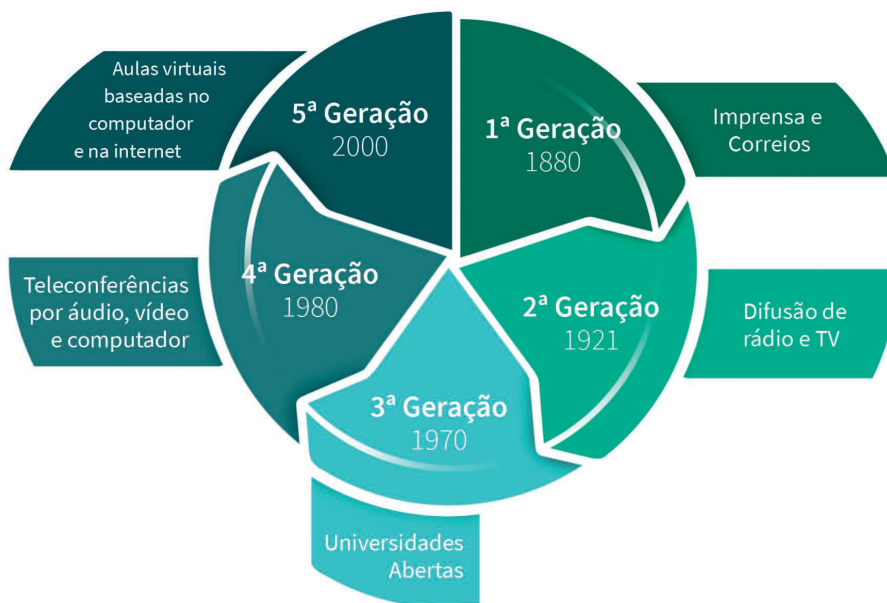 1ª Geração
1880
Imprensa e
Correios
2ª Geração
1921
Difusão de
rádio e TV
3ª Geração
1970
Universidades
Abertas
4ª Geração
1980
Teleconferências
por áudio, vídeo
e computador
5ª Geração
2000
Aulas virtuais
baseadas no
computador
e na internet